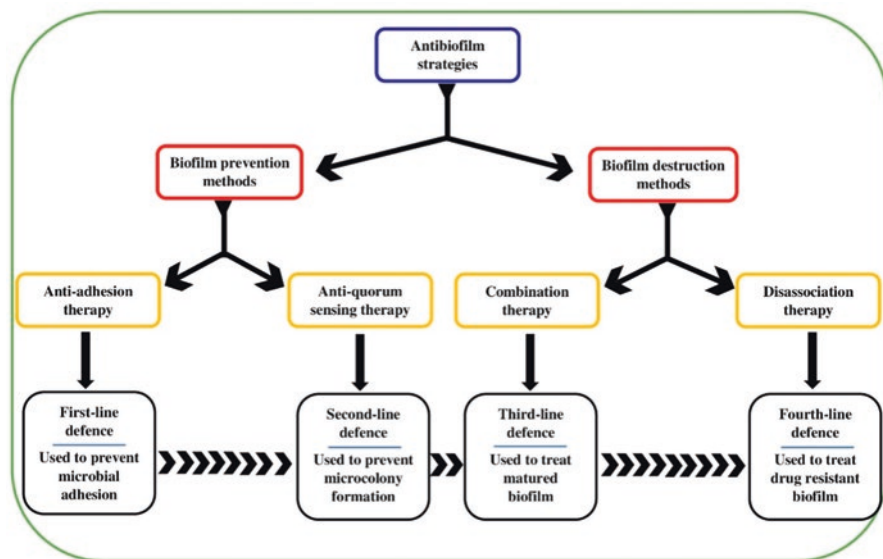 Antibiofilm
strategies
Biofilm prevention
methods
Biofilm destruction
methods
Anti-adhesion
therapy
Anti-quorum
sensing therapy
Combination
therapy
Disassociation
therapy
First-line
defence
Used to prevent
microbial
adhesion
Second-line
defence
Used to prevent
microcolony
formation
Third-line
defence
Used to treat
matured
biofilm
Fourth-line
defence
Used to treat
drug resistant
biofilm